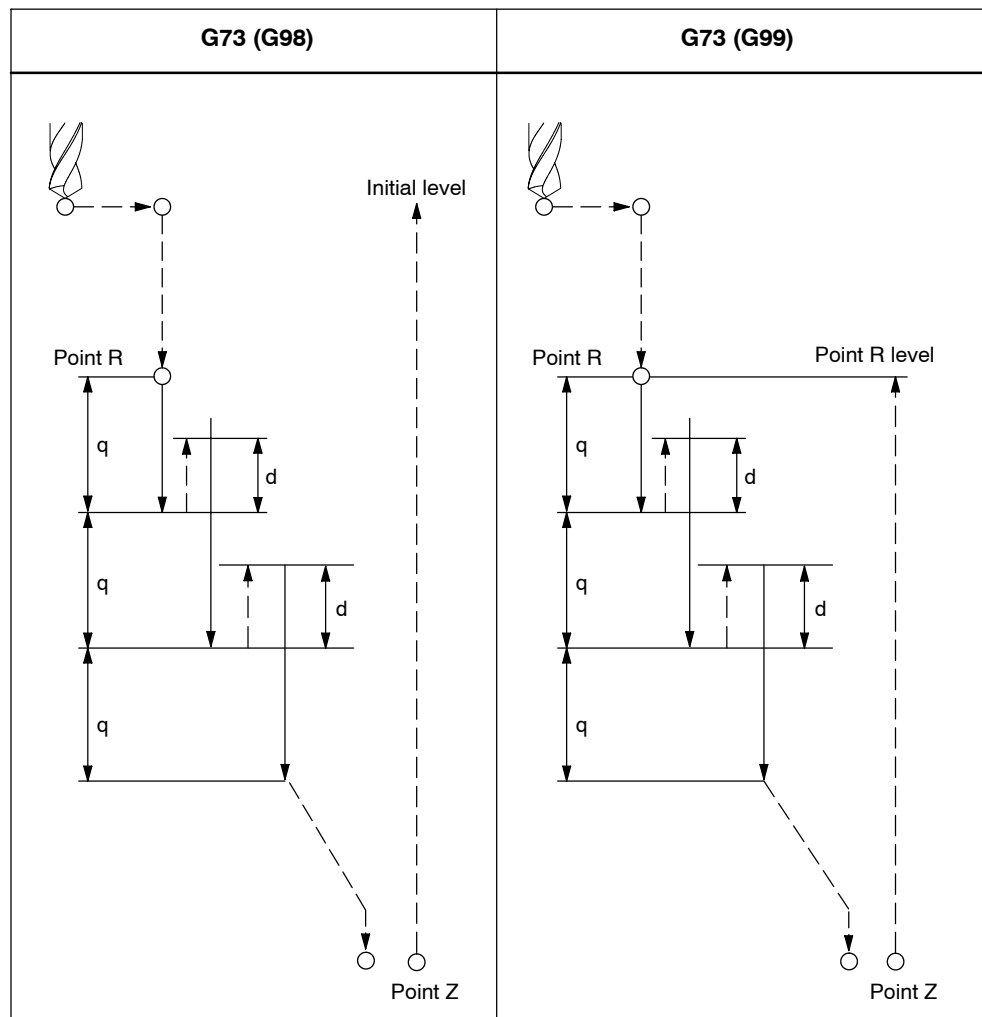 G73 (G98)
G73 (G99)
Initial level
Point R
q
d
q
d
q
Point Z
Point R
Point R level
q
d
q
d
q
Point Z